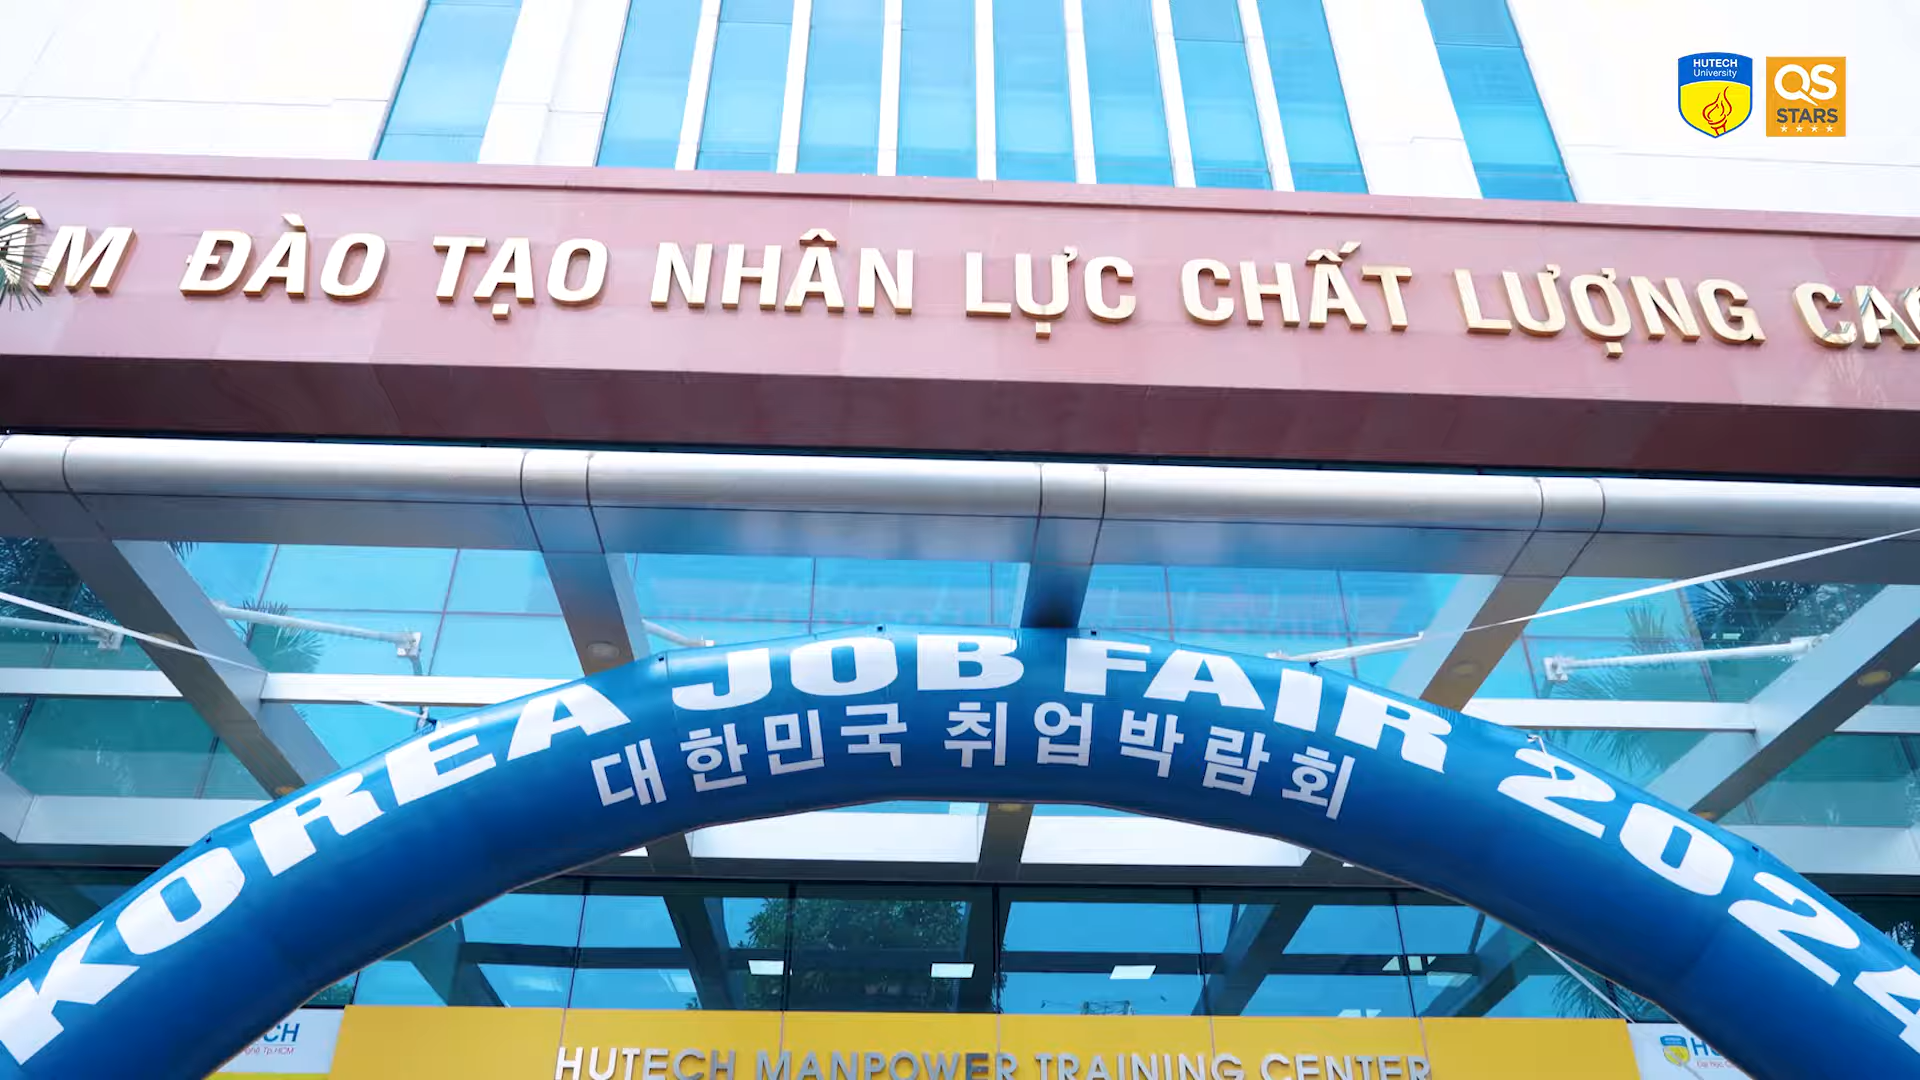 HUTECH
University
QS
STARS
ĐÀO TẠO NHÂN LỰC CHẤT LƯỢNG
KOREA JOB FAIR 2024
대한민국 취업박람회
HUTECH MANPOWER TRAINING CENTER